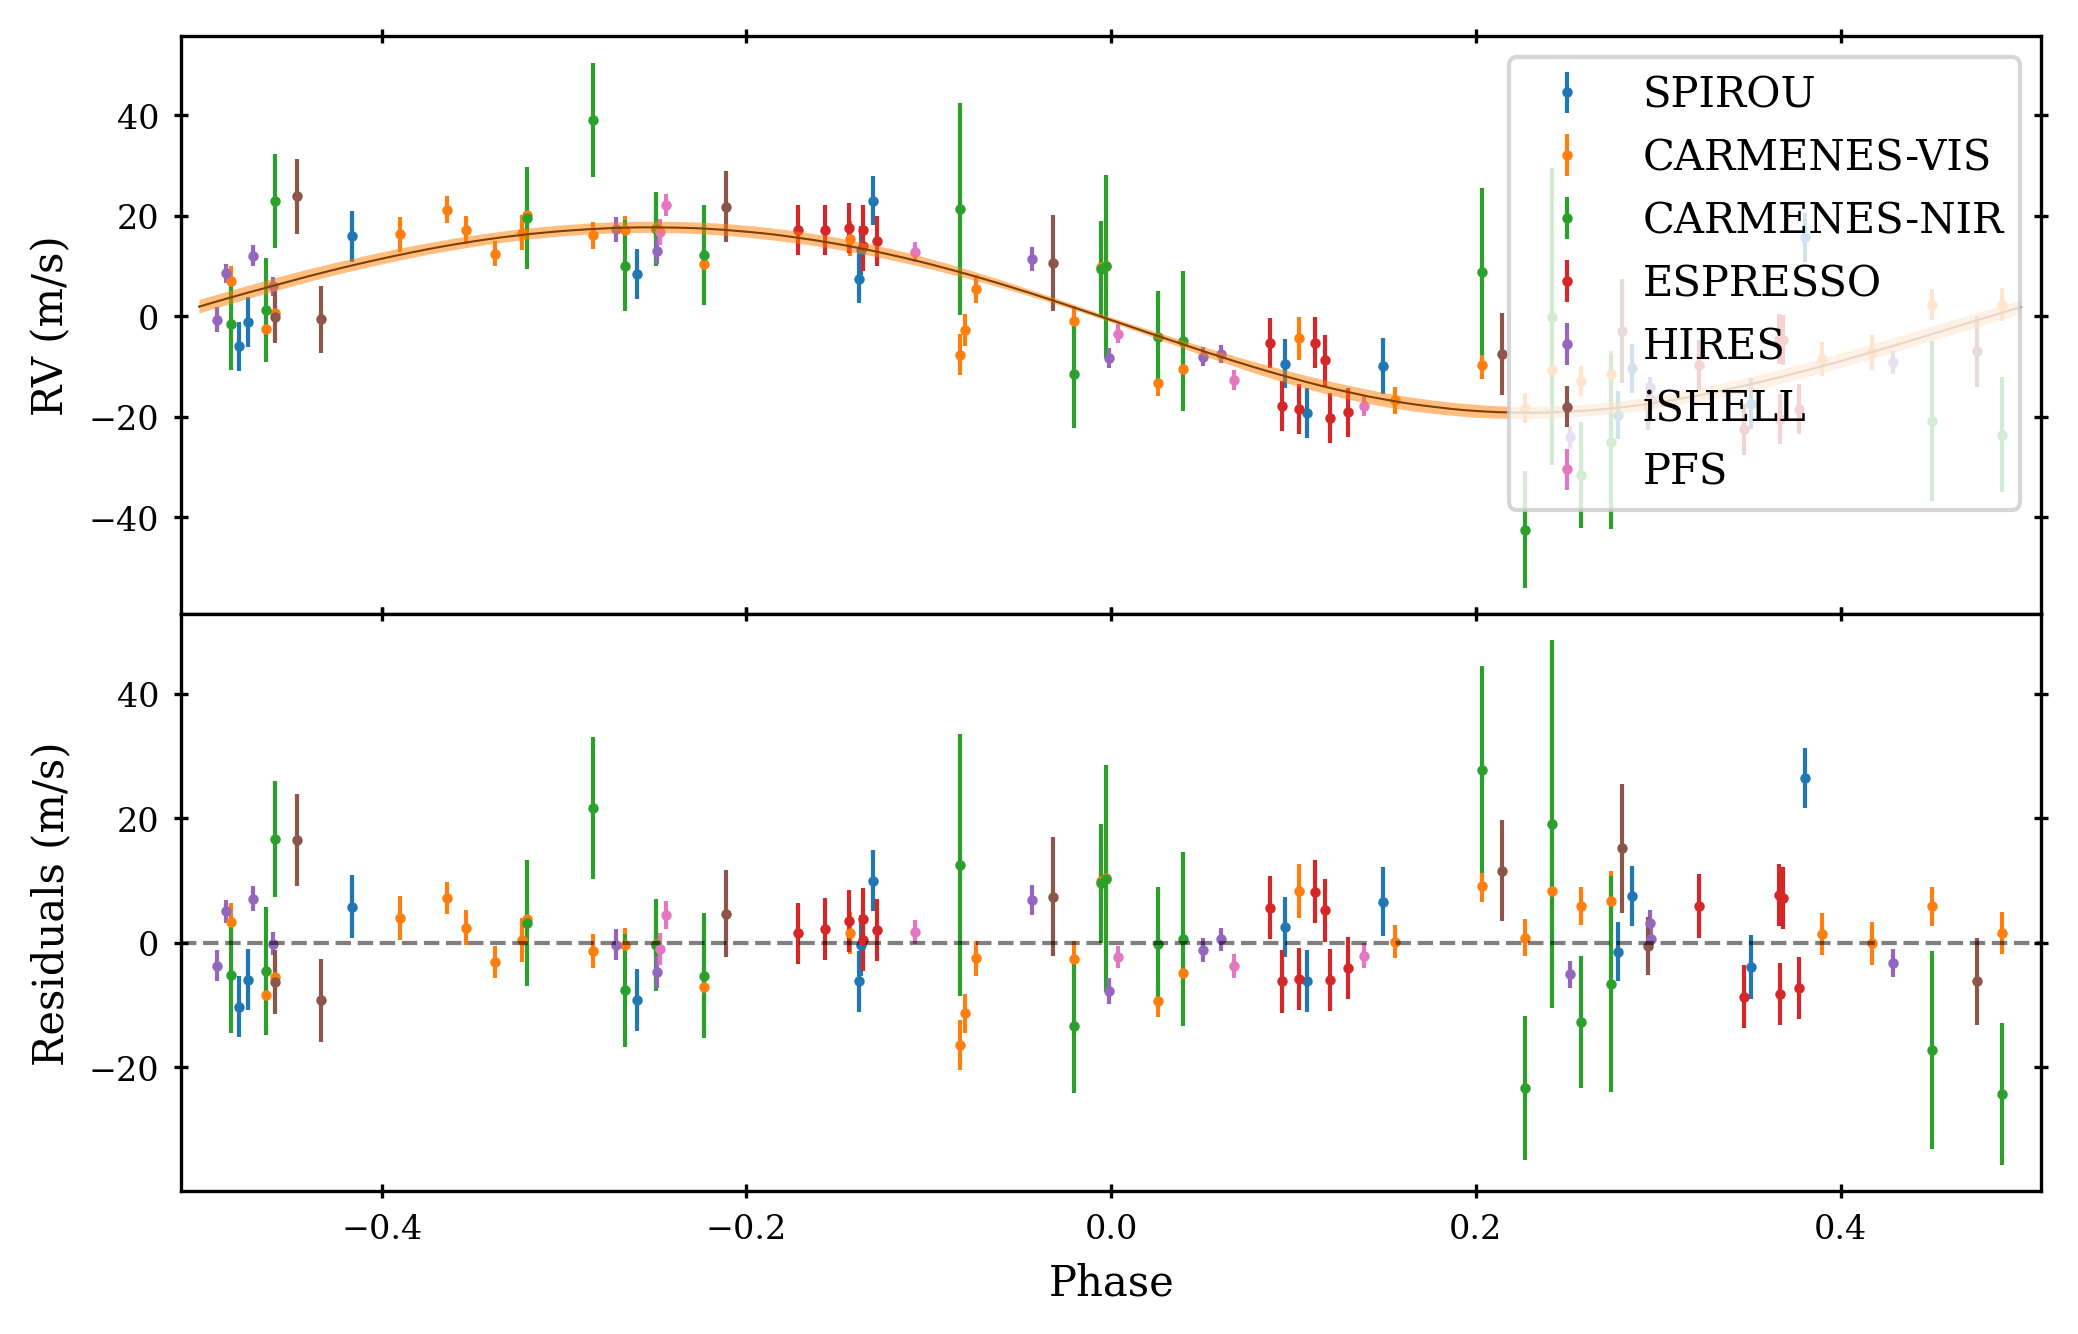 RV (m/s)
40
20
0
−20
−40
SPIROU
CARMENES-VIS
CARMENES-NIR
ESPRESSO
HIRES
iSHELL
PFS
Residuals (m/s)
40
20
0
−20
−0.4 −0.2 0.0 0.2 0.4
Phase